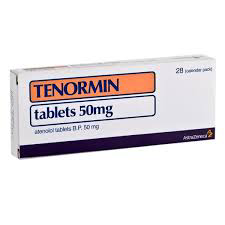 28 (calendar pack)
TENORMIN
tablets 50mg
atenolol tablets B.P. 50 mg
AstraZeneca